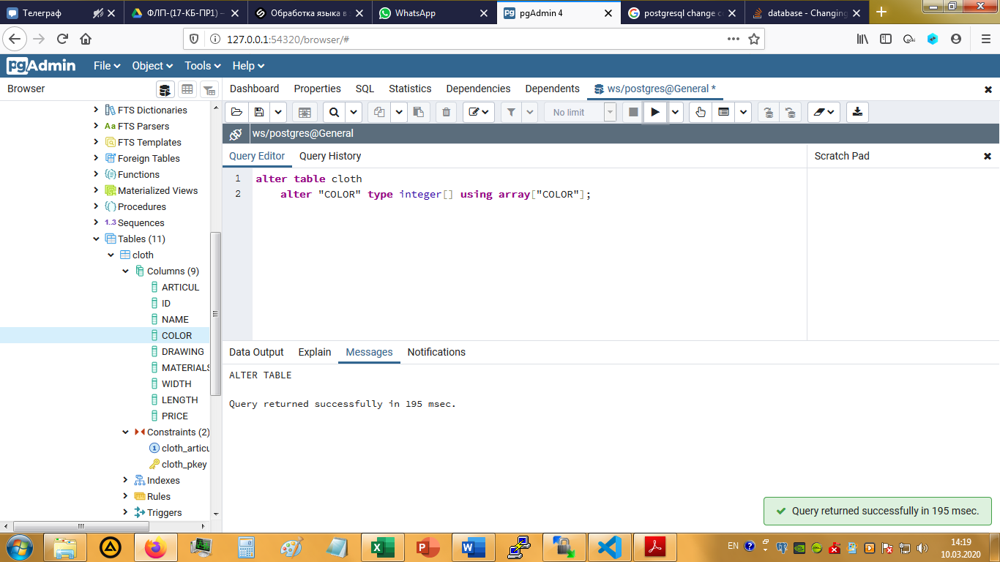 Телеграф
ФЛП-(17-КБ-ПР1) –
Обработка языка в
WhatsApp
pgAdmin 4
postgresql change c
database - Changing
127.0.0.1:54320/browser/#
pgAdmin File Object Tools Help
Browser
Dashboard Properties SQL Statistics Dependencies Dependents ws/postgres@General *
FTS Dictionaries
Aa FTS Parsers
FTS Templates
Foreign Tables
Functions
Materialized Views
Procedures
1..3 Sequences
Tables (11)
cloth
Columns (9)
ARTICUL
ID
NAME
COLOR
DRAWING
MATERIALS
WIDTH
LENGTH
PRICE
Constraints (2)
cloth_articu
cloth_pkey
Indexes
Rules
Triggers
No limit
ws/postgres@General
Query Editor Query History
Scratch Pad
1 alter table cloth
2 alter "COLOR" type integer[] using array["COLOR"];
Data Output Explain Messages Notifications
ALTER TABLE
Query returned successfully in 195 msec.
Query returned successfully in 195 msec.
EN
14:19
10.03.2020